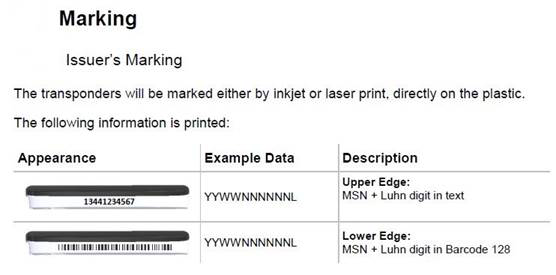 Marking
Issuer's Marking
The transponders will be marked either by inkjet or laser print, directly on the plastic.
The following information is printed:
Appearance Example Data Description
13441234567 YYWWNNNNNNL Upper Edge:
MSN + Luhn digit in text
YYWWNNNNNNL Lower Edge:
MSN + Luhn digit in Barcode 128